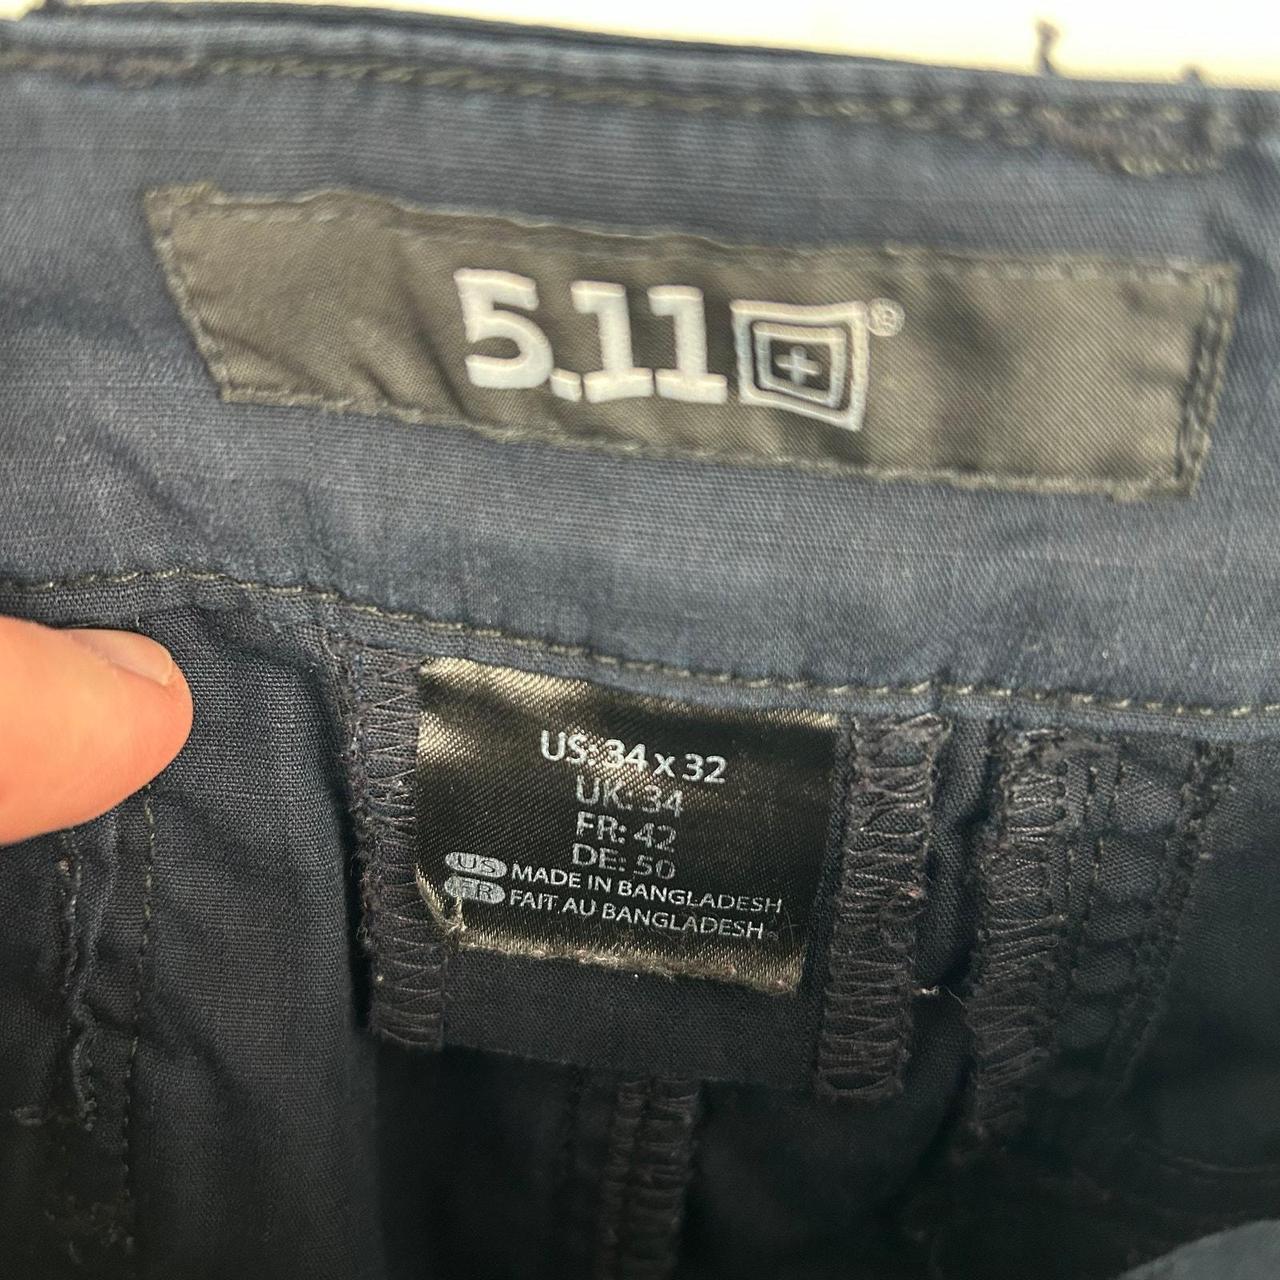 5.11®
US: 34 x 32
UK: 34
FR: 42
DE: 50
US MADE IN BANGLADESH
FR FAIT AU BANGLADESH